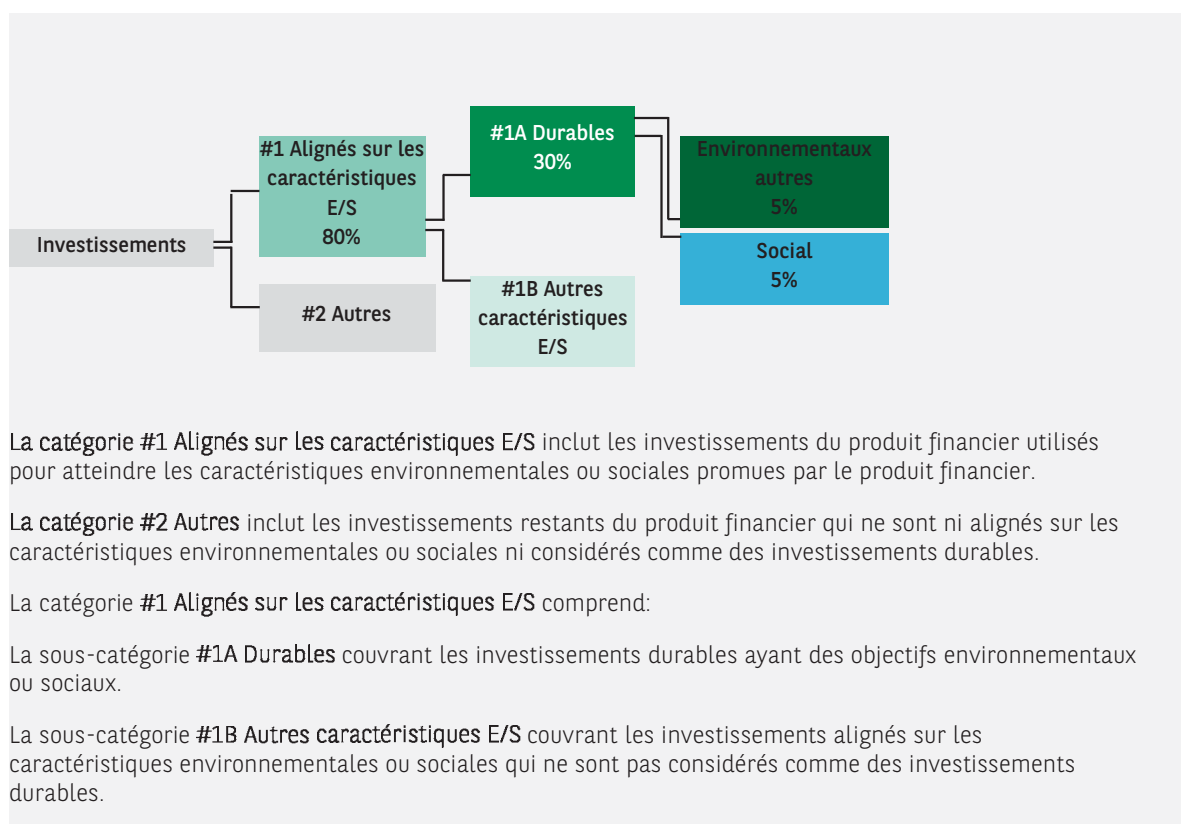 #1A Durables
30%
#1 Alignés sur les
caractéristiques
E/S
80%
Environnementaux
autres
5%
Investissements
Social
5%
#2 Autres
#1B Autres
caractéristiques
E/S
La catégorie #1 Alignés sur les caractéristiques E/S inclut les investissements du produit financier utilisés
pour atteindre les caractéristiques environnementales ou sociales promues par le produit financier.
La catégorie #2 Autres inclut les investissements restants du produit financier qui ne sont ni alignés sur les
caractéristiques environnementales ou sociales ni considérés comme des investissements durables.
La catégorie #1 Alignés sur les caractéristiques E/S comprend:
La sous-catégorie #1A Durables couvrant les investissements durables ayant des objectifs environnementaux
ou sociaux.
La sous-catégorie #1B Autres caractéristiques E/S couvrant les investissements alignés sur les
caractéristiques environnementales ou sociales qui ne sont pas considérés comme des investissements
durables.